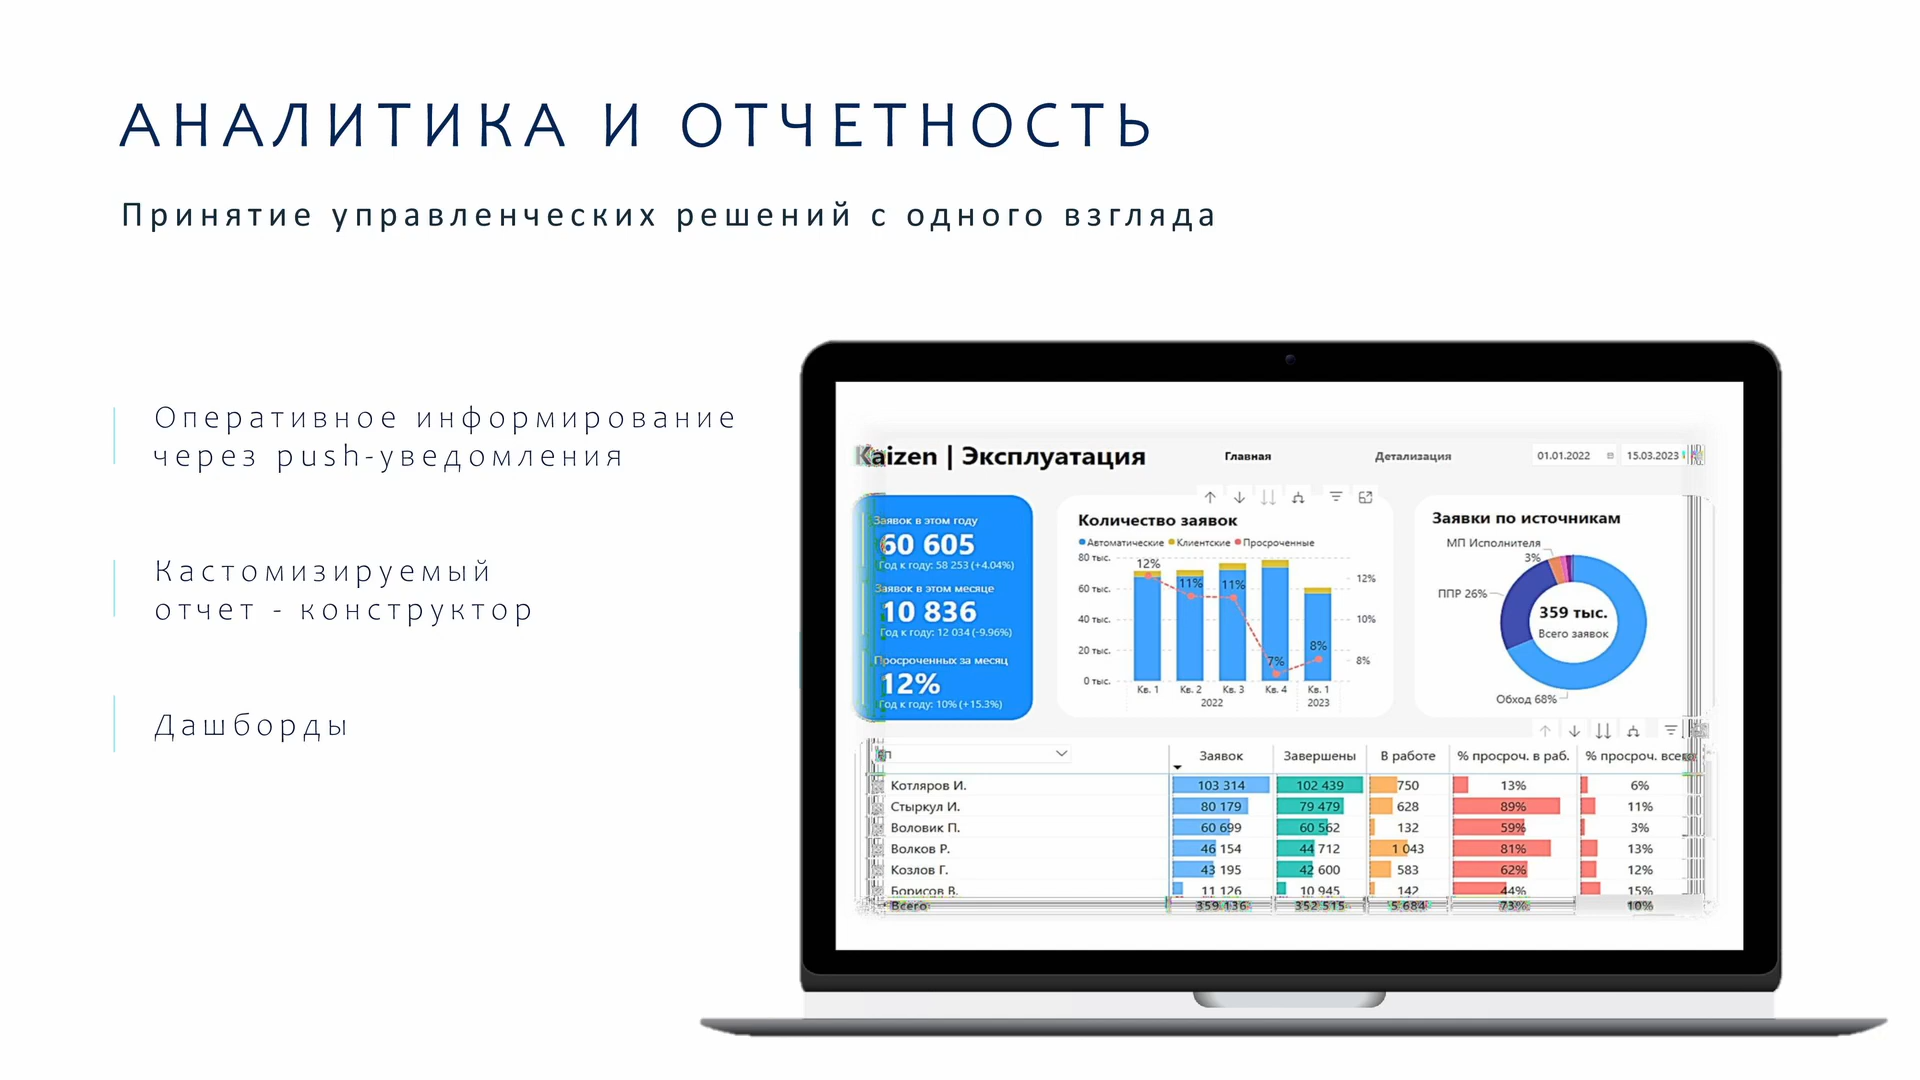 АНАЛИТИКА И ОТЧЕТНОСТЬ
Принятие управленческих решений с одного взгляда
Оперативное информирование
через push-уведомления
Кастомизируемый
отчет - конструктор
Дашборды
Kaizen | Эксплуатация
Главная
Детализация
01.01.2022
15.03.2023
Заявок в этом году
60 605
Год к году: 58 253 (+4.04%)
Заявок в этом месяце
10 836
Год к году: 12 034 (-9.96%)
Просроченных за месяц
12%
Год к году: 10% (+15.3%)
Количество заявок
Автоматические Клиентские Просроченные
80 тыс.
60 тыс.
40 тыс.
20 тыс.
0 тыс.
12%
11%
11%
7%
8%
12%
10%
8%
Кв. 1 Кв. 2 Кв. 3 Кв. 4 Кв. 1
2022 2023
Заявки по источникам
МП Исполнителя
3%
ППР 26%
359 тыс.
Всего заявок
Обход 68%
Заявок Завершены В работе % просроч. в раб. % просроч. всего
Котляров И. 103 314 102 439 750 13% 6%
Стыркул И. 80 179 79 479 628 89% 11%
Воловик П. 60 699 60 562 132 59% 3%
Волков Р. 46 154 44 712 1 043 81% 13%
Козлов Г. 43 195 42 600 583 62% 12%
Борисов В. 11 126 10 945 142 44% 15%
Всего 359 136 352 515 5 684 73% 10%